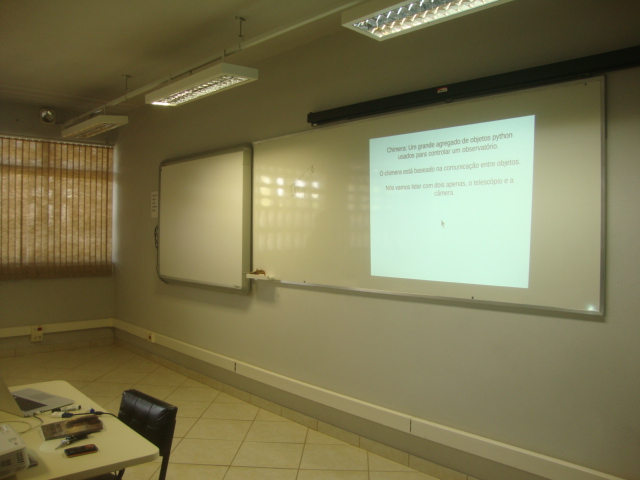 Chimera: Um grande agregado de objetos python
usados para controlar um observatório.
O chimera está baseado na comunicação entre objetos.
Nós vamos lidar com dois apenas: o telescópio e a
câmera.